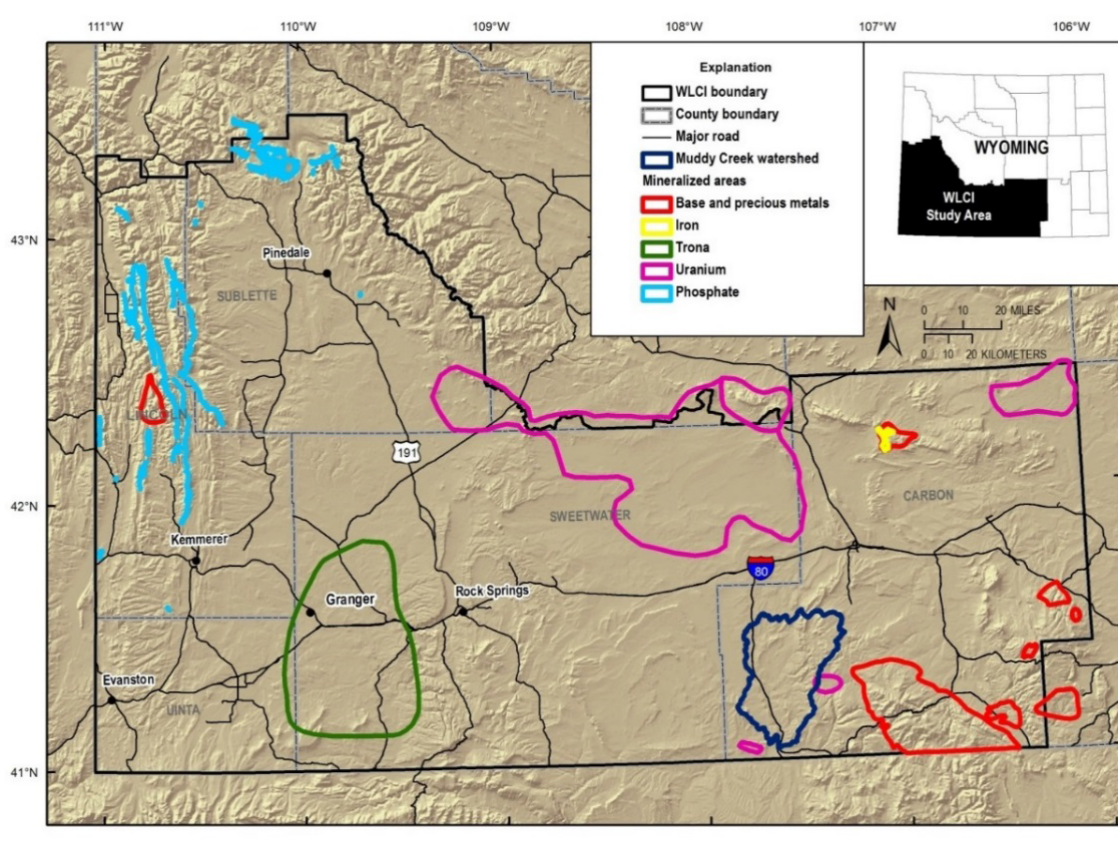 111°W
110°W
109°W
108°W
107°W
106°W
43°N
42°N
41°N
Explanation
WLCI boundary
County boundary
Major road
Muddy Creek watershed
Mineralized areas
Base and precious metals
Iron
Trona
Uranium
Phosphate
WYOMING
WLCI
Study Area
N
0 10 20 MILES
0 10 20 KILOMETERS
Pinedale
SUBLETTE
LINCOLN
191
SWEETWATER
CARBON
Kemmerer
80
Granger
Rock Springs
Evanston
UINTA